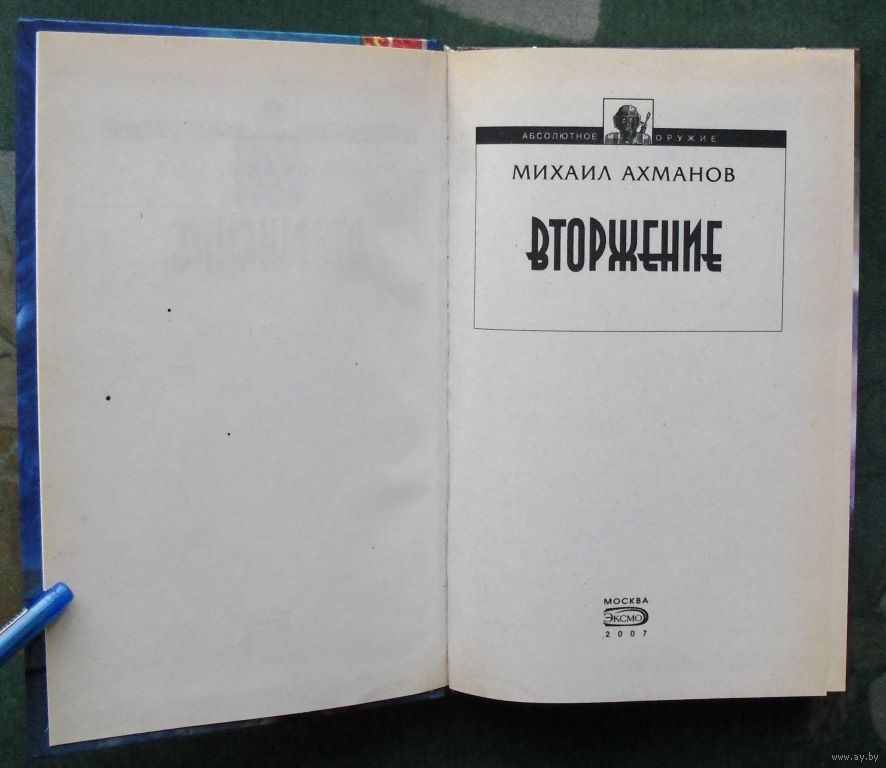 АБСОЛЮТНОЕ ОРУЖИЕ
МИХАИЛ АХМАНОВ
ВТОРЖЕНИЕ
МОСКВА
ЭКСМО
2007
www.ay.by